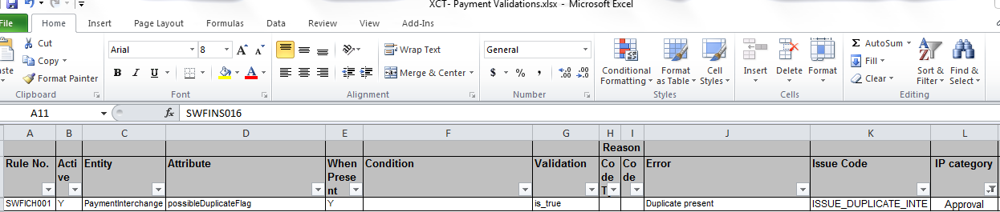 XCT- Payment Validations.xlsx - Microsoft Excel
File Home Insert Page Layout Formulas Data Review View Add-Ins
Cut
Copy
Format Painter
Clipboard
Arial 8 A A
B I U A
Font
Wrap Text
Merge & Center
Alignment
General
$ % , .0 .00 .00 .0
Number
Conditional Formatting Format as Table Cell Styles
Styles
Insert Delete Format
Cells
Σ AutoSum
Fill
Clear
Sort & Filter Find & Select
Editing
A11 fx SWFINS016
A B C D E F G H I J K L
Reason
Rule No. Acti ve Entity Attribute When Prese nt Condition Validation Co de T Co de Error Issue Code IP category
SWFICH001 Y PaymentInterchange possibleDuplicateFlag Y is_true Duplicate present ISSUE_DUPLICATE_INTE Approval